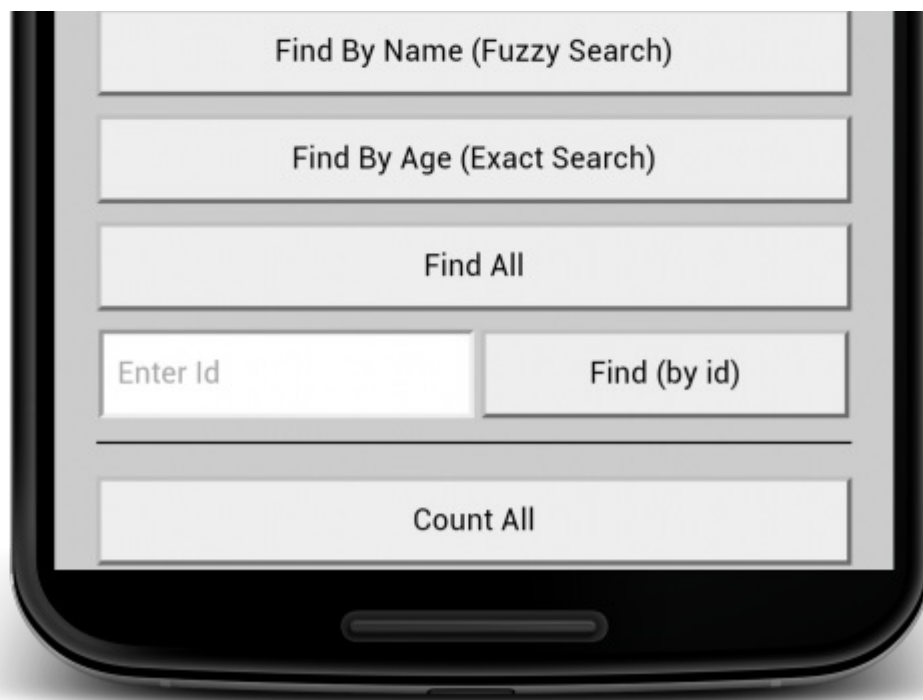 Find By Name (Fuzzy Search)
Find By Age (Exact Search)
Find All
Enter Id Find (by id)
Count All